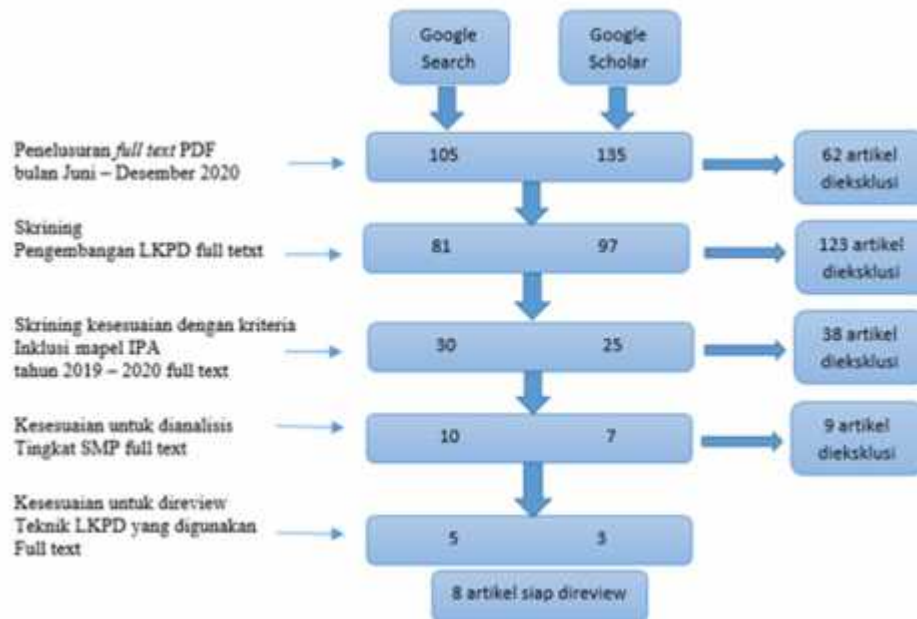 Google
Search
Google
Scholar
Penelusuran full text PDF
bulan Juni – Desember 2020
105
135
62 artikel
dieksklusi
Skrining
Pengembangan LKPD full tetxt
81
97
123 artikel
dieksklusi
Skrining kesesuaian dengan kriteria
Inklusi mapel IPA
tahun 2019 – 2020 full text
30
25
38 artikel
dieksklusi
Kesesuaian untuk dianalisis
Tingkat SMP full text
10
7
9 artikel
dieksklusi
Kesesuaian untuk direview
Teknik LKPD yang digunakan
Full text
5
3
8 artikel siap direview